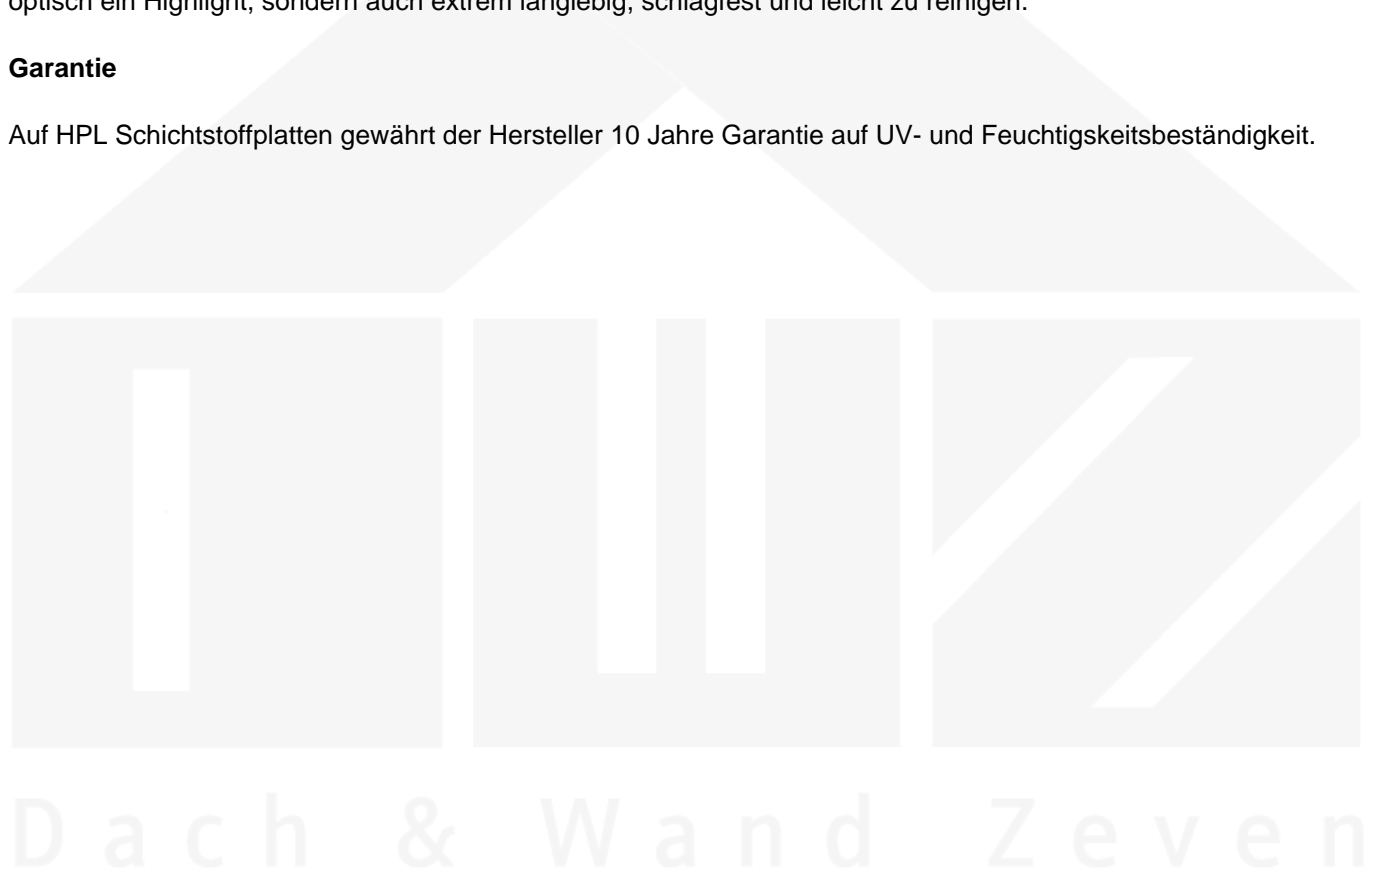 optisch ein Highlight, sondern auch extrem langlebig, schlagfest und leicht zu reinigen.
Garantie
Auf HPL Schichtstoffplatten gewährt der Hersteller 10 Jahre Garantie auf UV- und Feuchtigskeitsbeständigkeit.
Dach & Wand Zeven